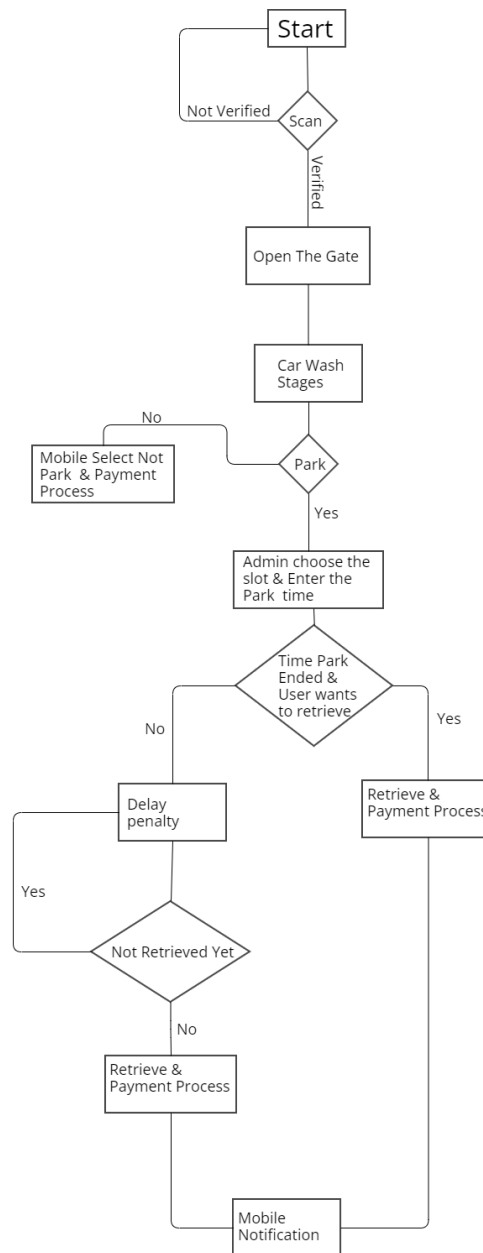 Start
Not Verified
Scan
Verified
Open The Gate
Car Wash
Stages
No
Mobile Select Not
Park & Payment
Process
Park
Yes
Admin choose the
slot & Enter the
Park time
Time Park
Ended &
User wants
to retrieve
No
Yes
Delay
penalty
Retrieve &
Payment Process
Yes
Not Retrieved Yet
No
Retrieve &
Payment Process
Mobile
Notification